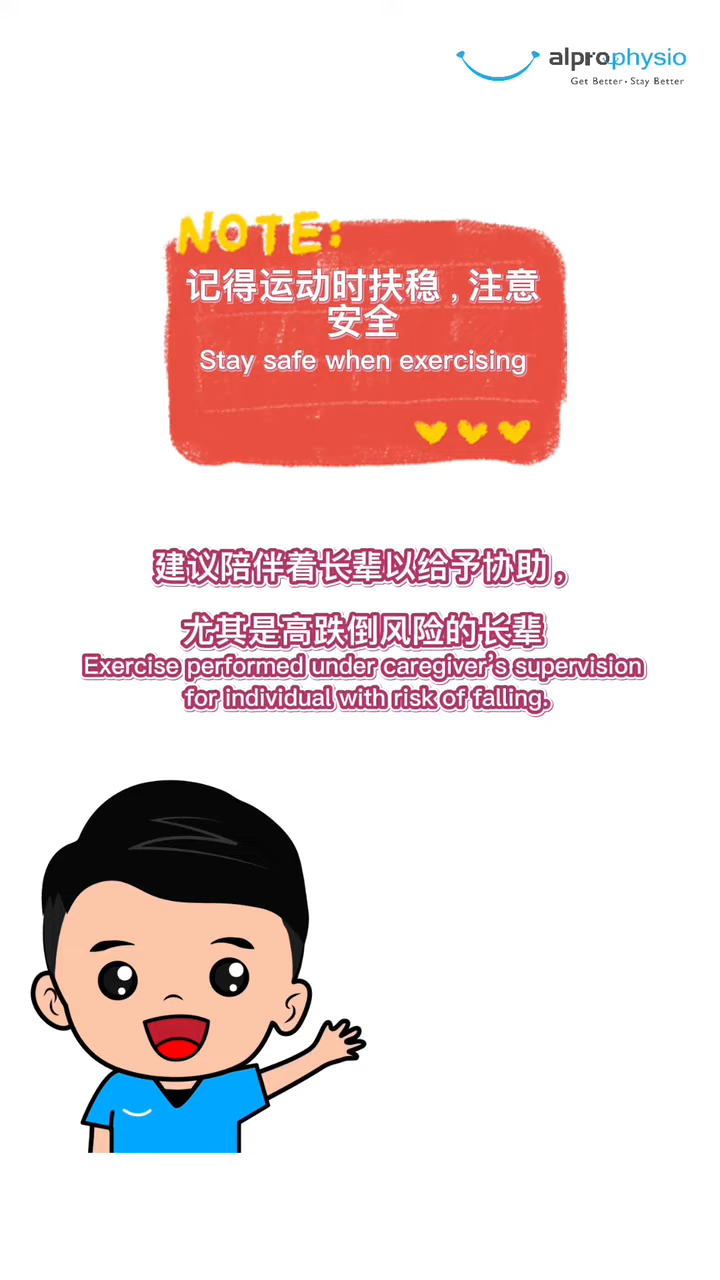 alprophysio
Get Better • Stay Better
NOTE:
记得运动时扶稳，注意
安全
Stay safe when exercising
建议陪伴着长辈以给予协助，
尤其是高跌倒风险的长辈
Exercise performed under caregiver's supervision
for individual with risk of falling.